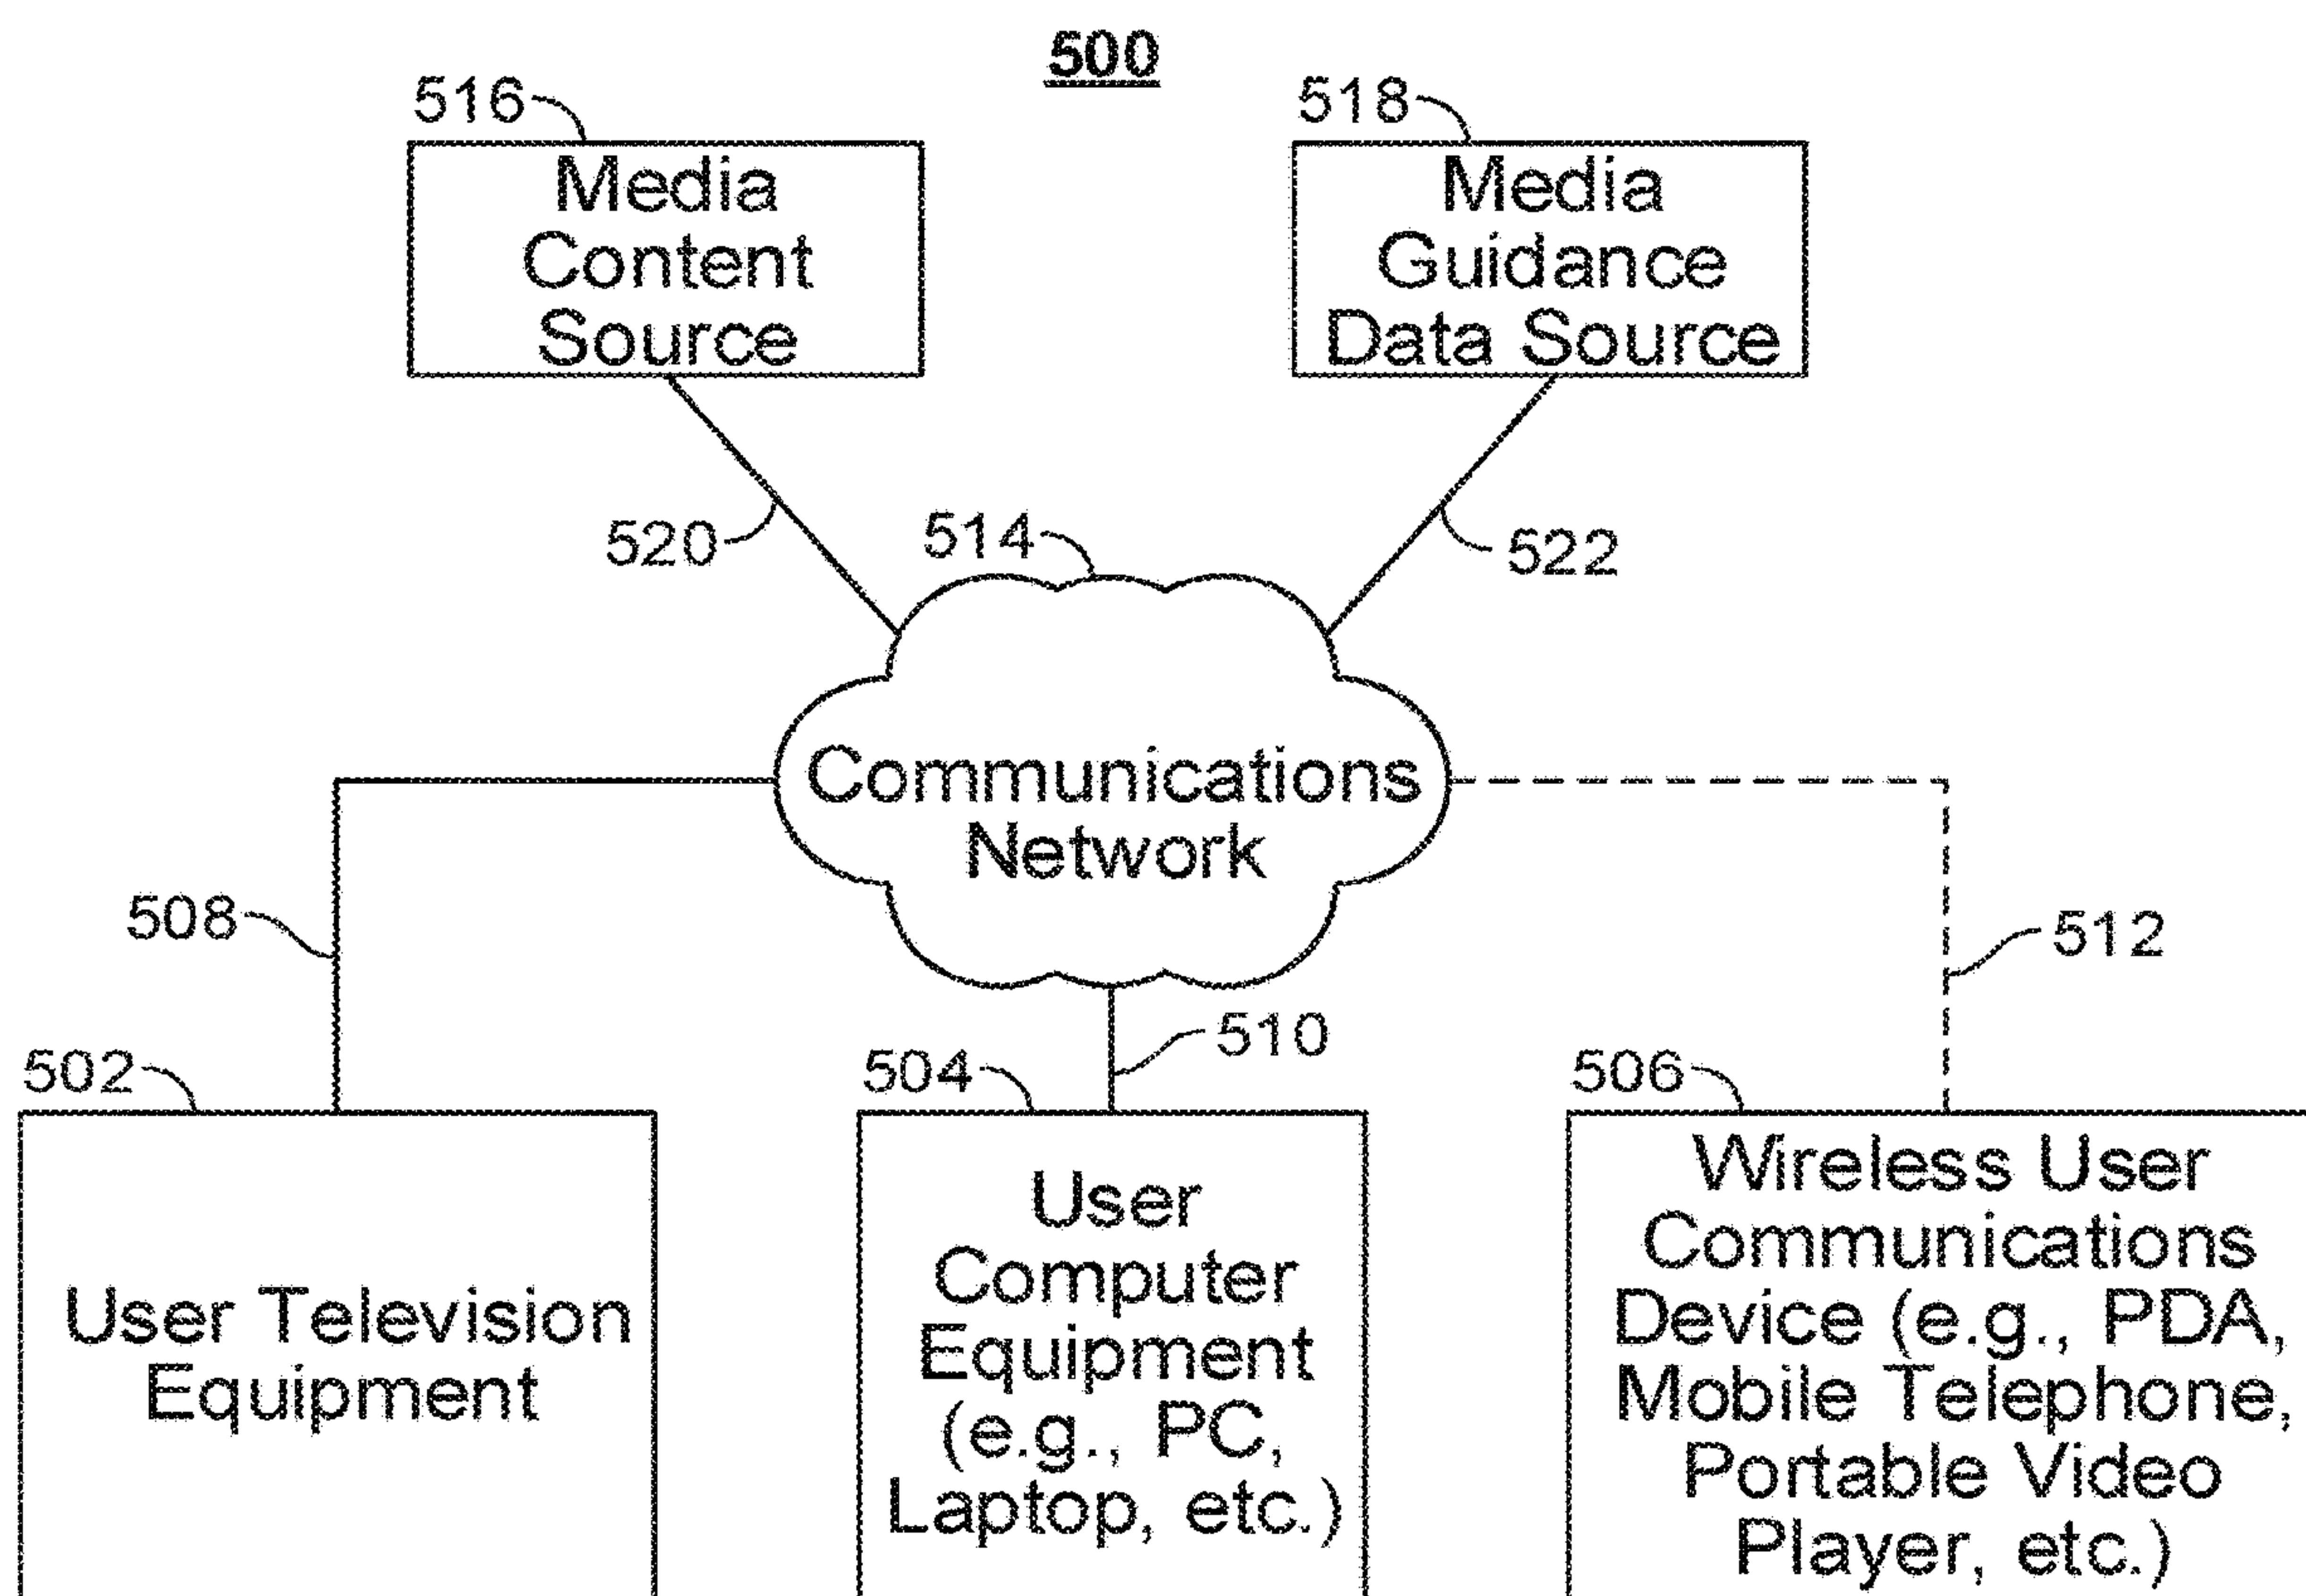 500
516
518
Media
Content
Source
Media
Guidance
Data Source
520
514
522
Communications
Network
508
512
510
502
504
506
User Television
Equipment
User
Computer
Equipment
(e.g., PC,
Laptop, etc.)
Wireless User
Communications
Device (e.g., PDA,
Mobile Telephone,
Portable Video
Player, etc.)